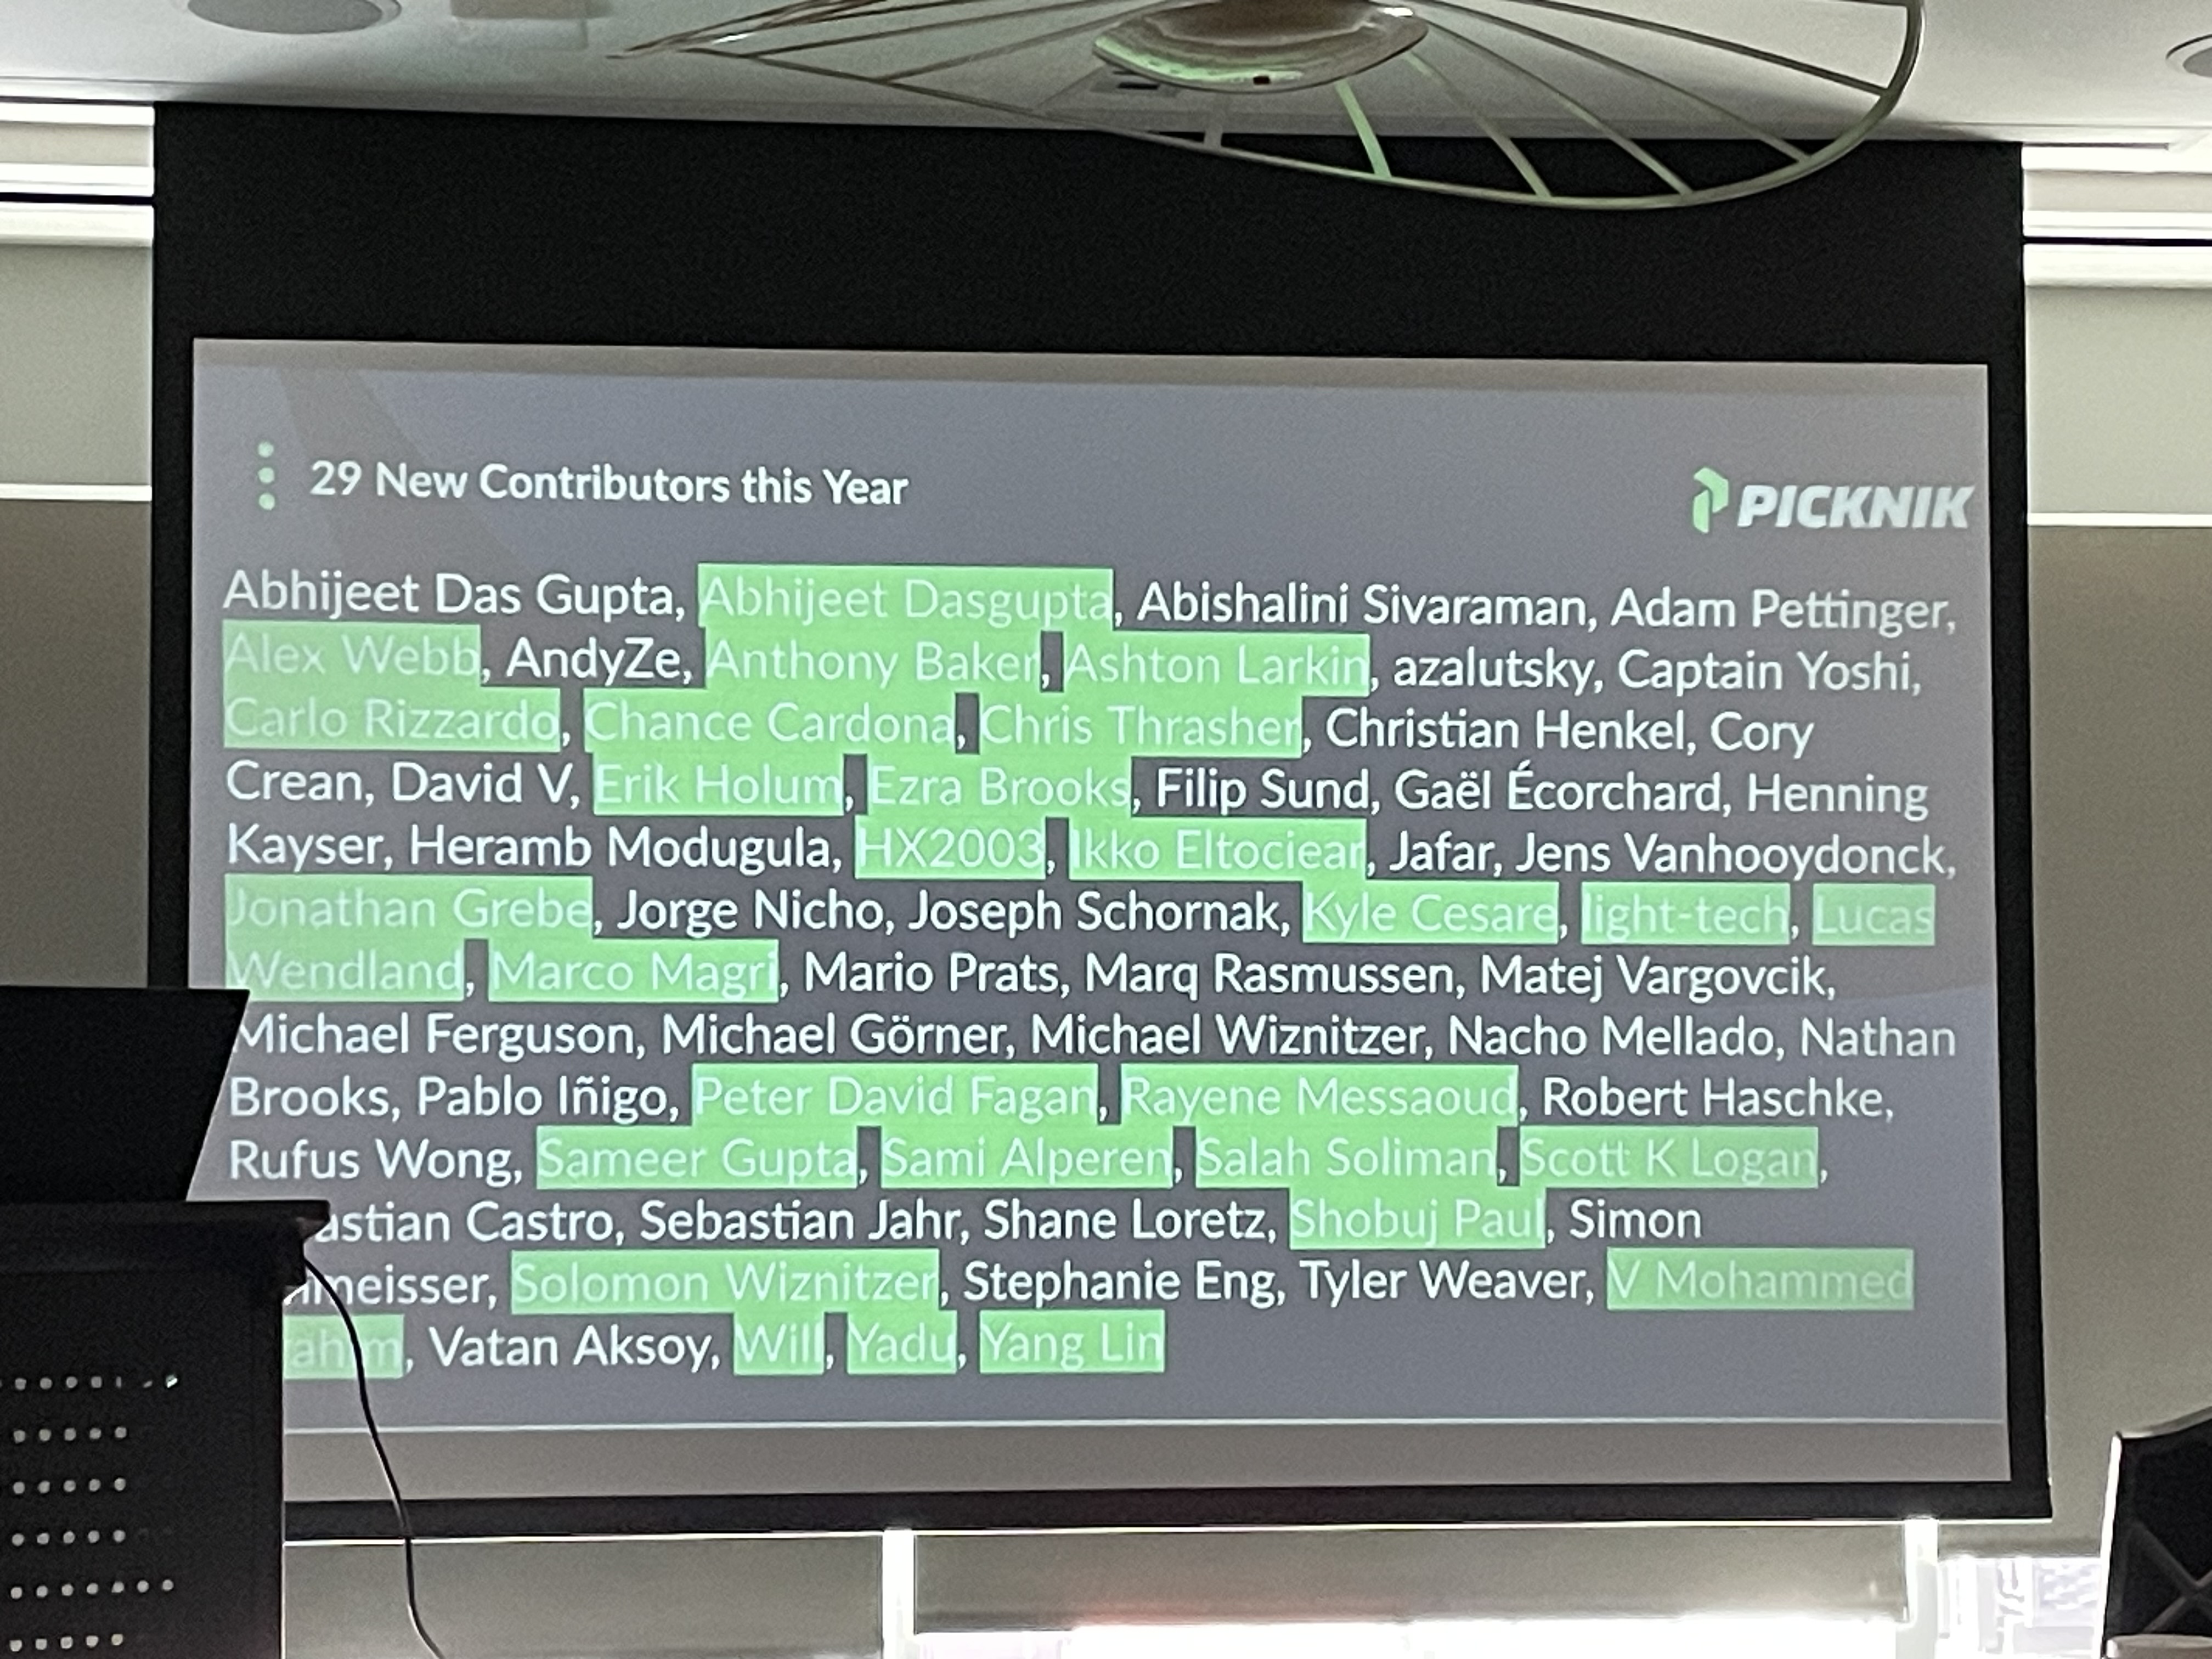 29 New Contributors this Year
PICKNIK
Abhijeet Das Gupta, Abhijeet Dasgupta, Abishalini Sivaraman, Adam Pettinger,
Alex Webb, AndyZe, Anthony Baker, Ashton Larkin, azalutsky, Captain Yoshi,
Carlo Rizzardo, Chance Cardona, Chris Thrasher, Christian Henkel, Cory
Crean, David V, Erik Holum, Ezra Brooks, Filip Sund, Gaël Écorchard, Henning
Kayser, Heramb Modugula, HX2003, Ikko Eltociear, Jafar, Jens Vanhooydonck,
Jonathan Grebe, Jorge Nicho, Joseph Schornak, Kyle Cesare, light-tech, Lucas
Wendland, Marco Magri, Mario Prats, Marq Rasmussen, Matej Vargovcik,
Michael Ferguson, Michael Görner, Michael Wiznitzer, Nacho Mellado, Nathan
Brooks, Pablo Iñigo, Peter David Fagan, Rayene Messaoud, Robert Haschke,
Rufus Wong, Sameer Gupta, Sami Alperen, Salah Soliman, Scott K Logan,
Castro, Sebastian Jahr, Shane Loretz, Shobuj Paul, Simon
Solomon Wiznitzer, Stephanie Eng, Tyler Weaver, V Mohammed
Vatan Aksoy, Will, Yadu, Yang Lin